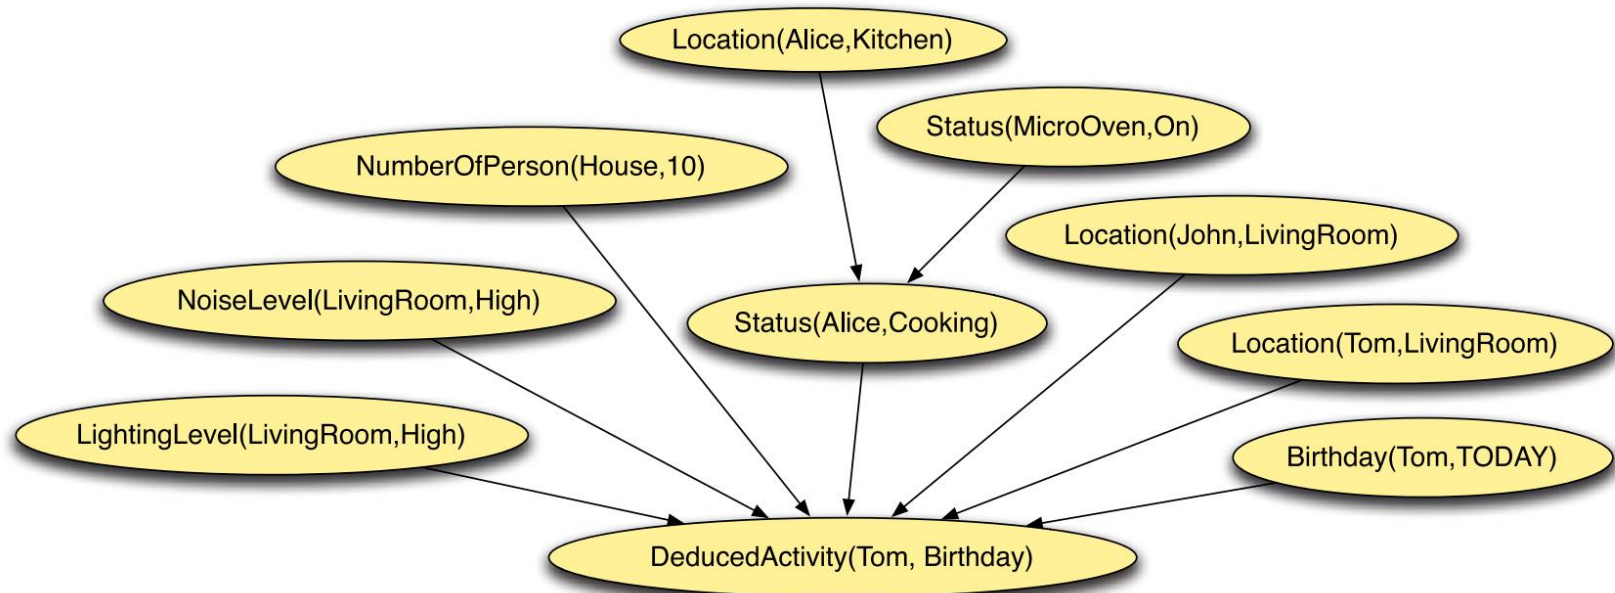 Location(Alice,Kitchen)
Status(MicroOven,On)
NumberOfPerson(House,10)
Location(John,LivingRoom)
NoiseLevel(LivingRoom,High)
Status(Alice,Cooking)
Location(Tom,LivingRoom)
LightingLevel(LivingRoom,High)
Birthday(Tom,TODAY)
DeducedActivity(Tom, Birthday)